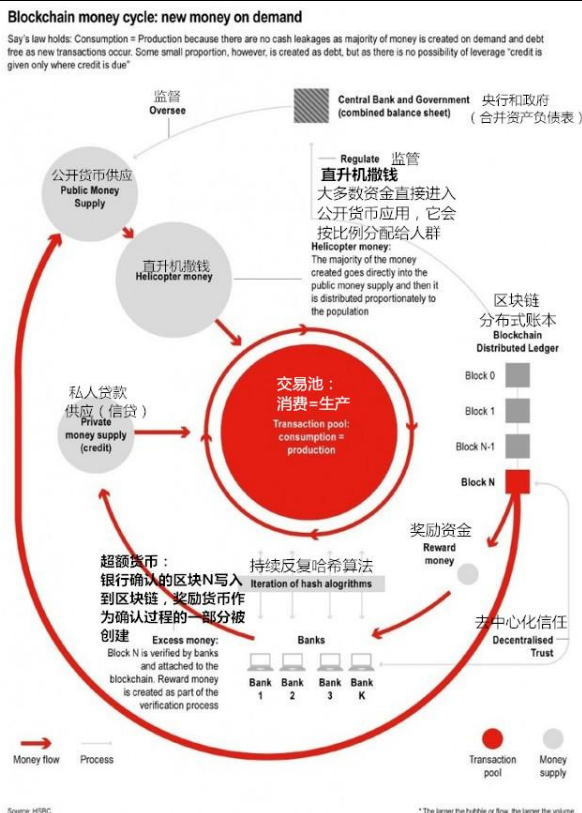 Blockchain money cycle: new money on demand
Say's law holds: Consumption = Production because there are no cash leakages as majority of money is created on demand and debt
free as new transactions occur. Some small proportion, however, is created as debt, but as there is no possibility of leverage "credit is
given only where credit is due"
监督
Oversee
Central Bank and Government
(combined balance sheet)
央行和政府
（合并资产负债表）
Regulate 监管
公开货币供应
Public Money
Supply
直升机撒钱
大多数资金直接进入
公开货币应用，它会
按比例分配给人群
Helicopter money:
The majority of the money
created goes directly into the
public money supply and then it
is distributed proportionately to
the population
直升机撒钱
Helicopter money
区块链
分布式账本
Blockchain
Distributed Ledger
Block 0
Block 1
Block N-1
Block N
交易池：
消费=生产
Transaction pool:
consumption =
production
私人贷款
供应（信贷）
Private
money supply
(credit)
奖励资金
Reward
money
持续反复哈希算法
Iteration of hash alogrithms
超额货币：
银行确认的区块N写入
到区块链，奖励货币作
为确认过程的一部分被
创建
Excess money:
Block N is verified by banks
and attached to the
blockchain. Reward money
is created as part of the
verification process
去中心化信任
Decentralised
Trust
Banks
Bank
1
Bank
2
Bank
3
Bank
K
Money flow
Process
Transaction
pool
Money
supply
Source: HSBC
* The larger the bubble or flow, the larger the volume